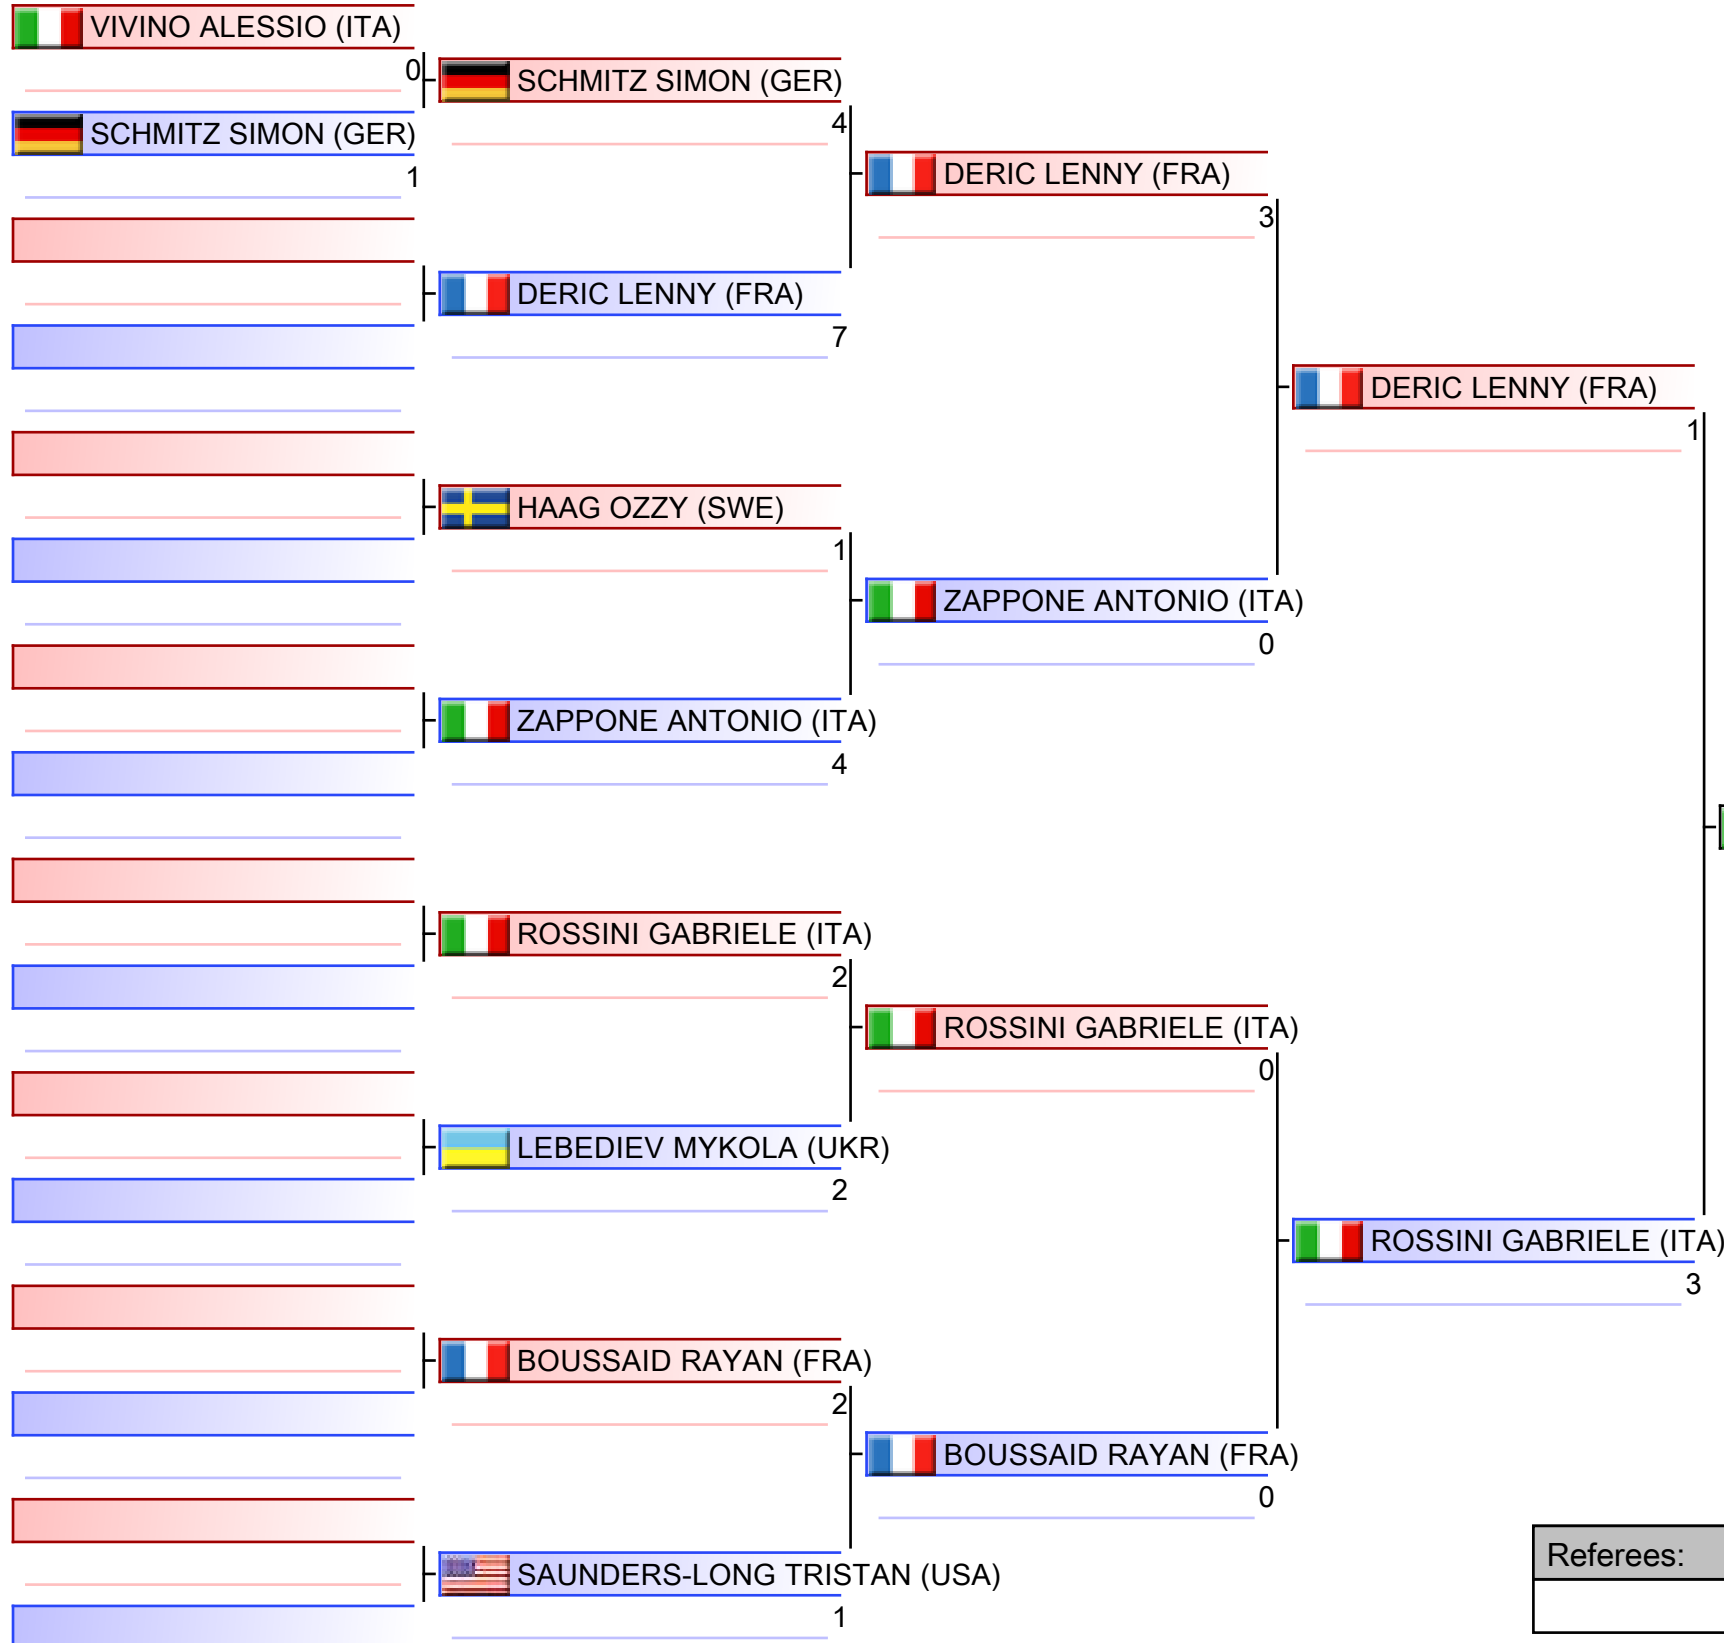 VIVINO ALESSIO (ITA)
0
SCHMITZ SIMON (GER)
1
SCHMITZ SIMON (GER)
4
DERIC LENNY (FRA)
7
HAAG OZZY (SWE)
1
ZAPPONE ANTONIO (ITA)
4
ROSSINI GABRIELE (ITA)
2
LEBEDIEV MYKOLA (UKR)
2
BOUSSAID RAYAN (FRA)
2
SAUNDERS-LONG TRISTAN (USA)
1
DERIC LENNY (FRA)
3
ZAPPONE ANTONIO (ITA)
0
ROSSINI GABRIELE (ITA)
0
BOUSSAID RAYAN (FRA)
0
DERIC LENNY (FRA)
1
ROSSINI GABRIELE (ITA)
3
Referees: